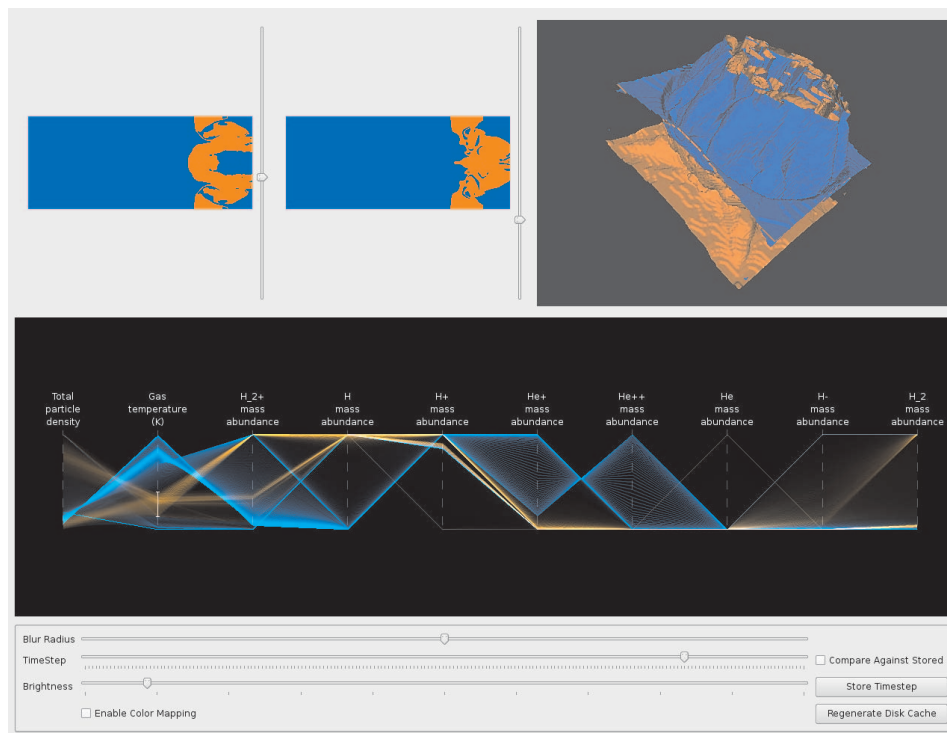 Total particle density
Gas temperature (K)
H_2+ mass abundance
H mass abundance
H+ mass abundance
He+ mass abundance
He++ mass abundance
He mass abundance
H- mass abundance
H_2 mass abundance
Blur Radius
TimeStep
Compare Against Stored
Brightness
Store Timestep
Enable Color Mapping
Regenerate Disk Cache